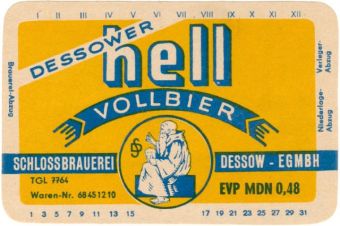 I II III IV V VI VII VIII IX X XI XII
DESSOWER
hell
VOLLBIER
Brauerei-Abzug
Verleger-Abzug
Niederlage-Abzug
SCHLOSSBRAUEREI
DESSOW - EGMBH
TGL 7764
Waren-Nr. 68451210
EVP MDN 0,48
1 3 5 7 9 11 13 15
17 19 21 23 25 27 29 31